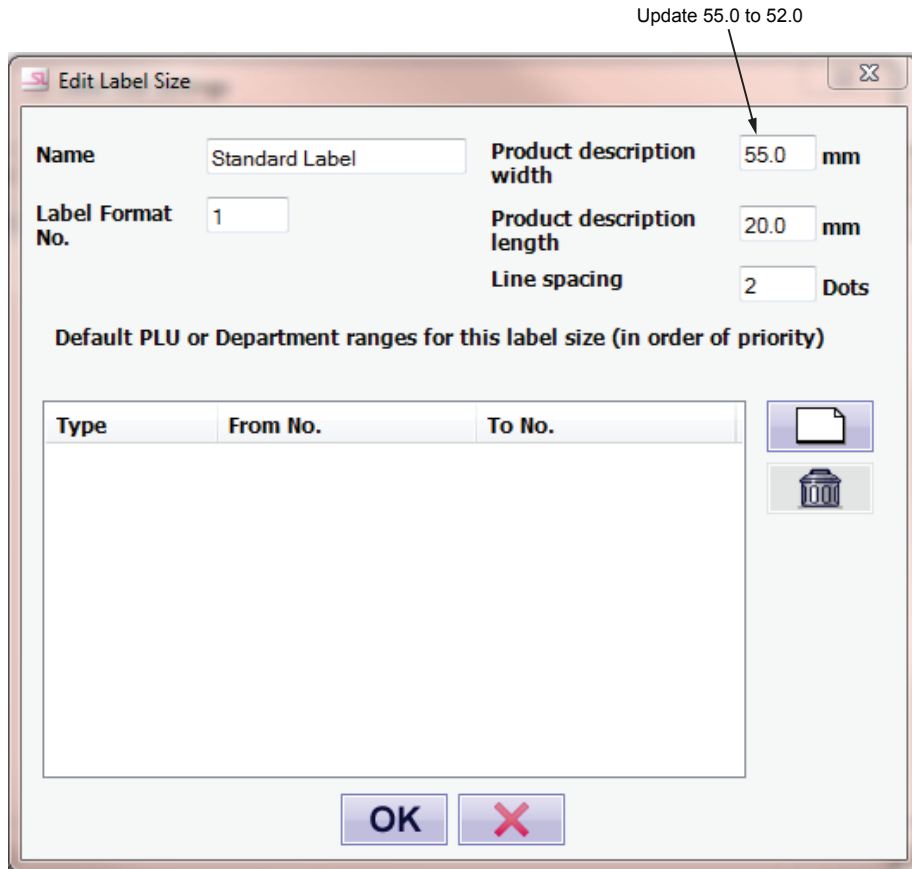 Update 55.0 to 52.0
SL Edit Label Size
Name
Standard Label
Product description
width
55.0 mm
Label Format
No.
1
Product description
length
20.0 mm
Line spacing
2 Dots
Default PLU or Department ranges for this label size (in order of priority)
Type From No. To No.
OK